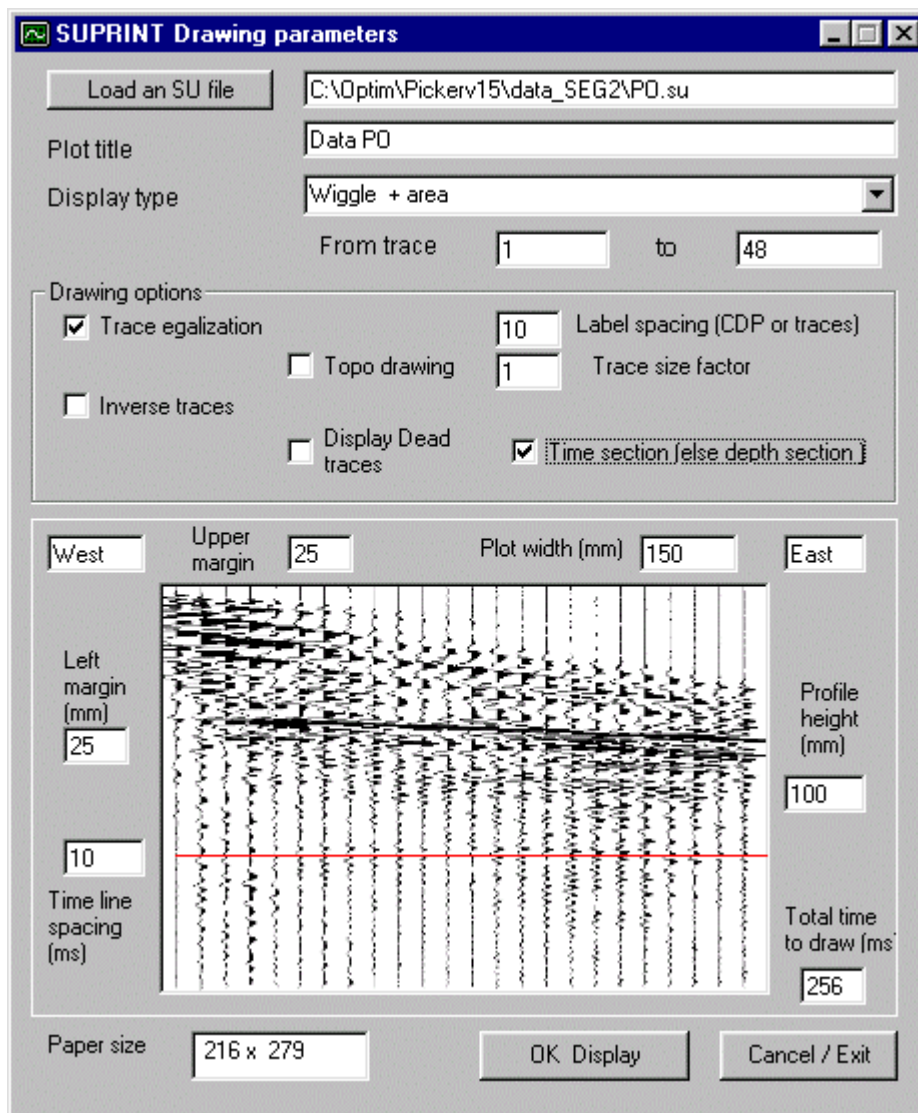 SUPRINT Drawing parameters
Load an SU file
C:\Optim\Pickerv15\data_SEG2\PO.su
Plot title
Data PO
Display type
Wiggle + area
From trace
1
to
48
Drawing options
Trace egalization
10
Label spacing (CDP or traces)
Topo drawing
1
Trace size factor
Inverse traces
Display Dead
traces
Time section (else depth section )
West
Upper
margin
25
Plot width (mm)
150
East
Left
margin
(mm)
25
Profile
height
(mm)
100
10
Time line
spacing
(ms)
Total time
to draw (ms)
256
Paper size
216 x 279
OK Display
Cancel / Exit